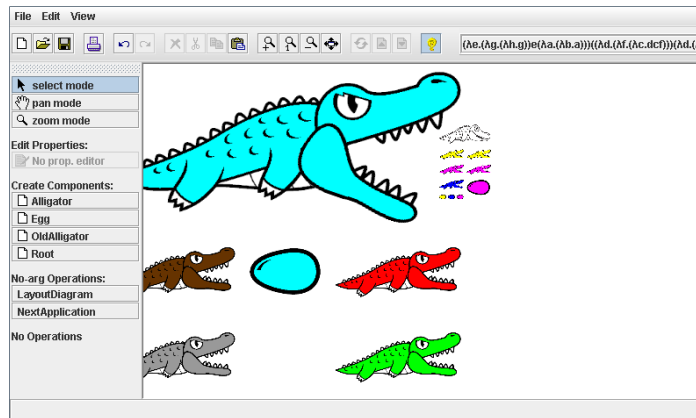 File Edit View
(λe.(λg.(λh.g))e(λa.(λb.a)))((λd.(λf.(λc.dcf)))(λd.(
select mode
pan mode
zoom mode
Edit Properties:
No prop. editor
Create Components:
Alligator
Egg
OldAlligator
Root
No-arg Operations:
LayoutDiagram
NextApplication
No Operations